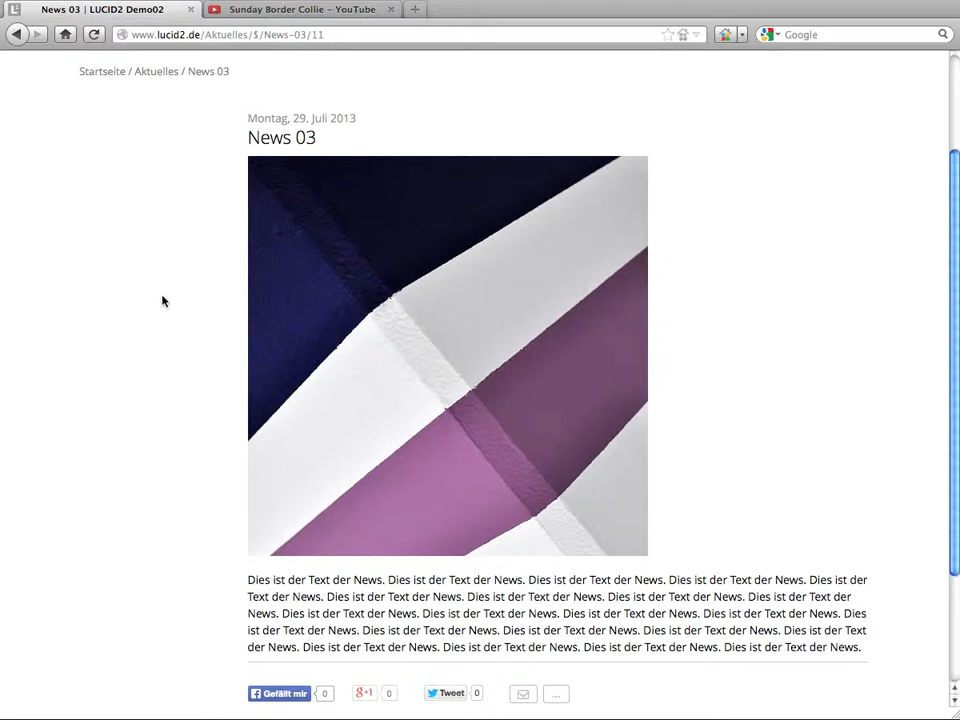 News 03 | LUCID2 Demo02
Sunday Border Collie – YouTube
www.lucid2.de/Aktuelles/$/News-03/11
Google
Startseite / Aktuelles / News 03
Montag, 29. Juli 2013
News 03
Dies ist der Text der News. Dies ist der Text der News. Dies ist der Text der News. Dies ist der Text der News. Dies ist der
Text der News. Dies ist der Text der News. Dies ist der Text der News. Dies ist der Text der News. Dies ist der Text der
News. Dies ist der Text der News. Dies ist der Text der News. Dies ist der Text der News. Dies ist der Text der News. Dies
ist der Text der News. Dies ist der Text der News. Dies ist der Text der News. Dies ist der Text der News. Dies ist der Text
der News. Dies ist der Text der News. Dies ist der Text der News. Dies ist der Text der News. Dies ist der Text der News.
Gefällt mir 0 g+1 0 Tweet 0 ...